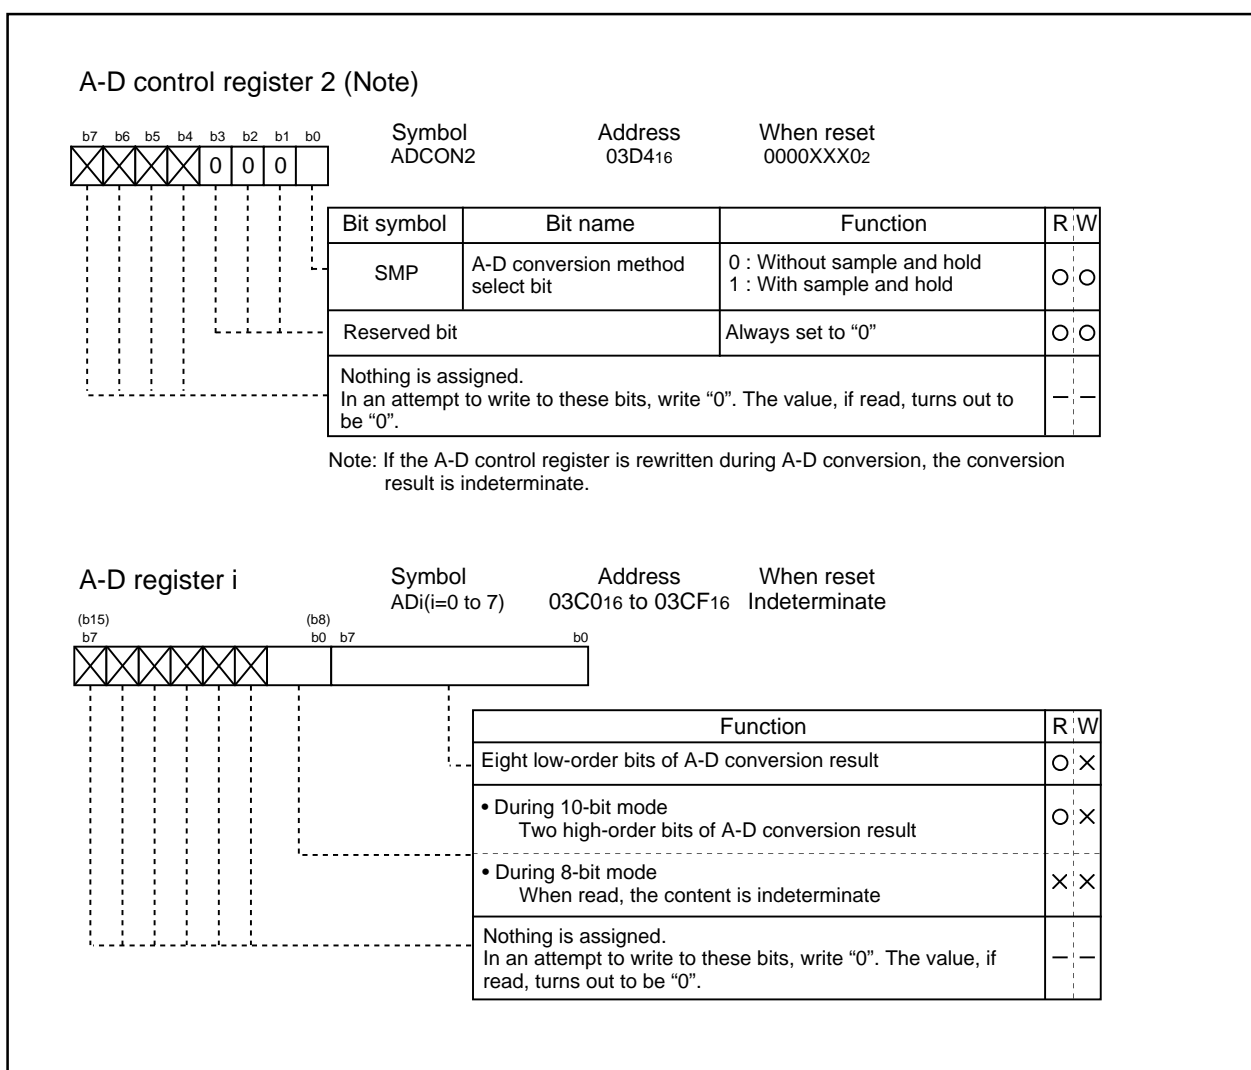 A-D control register 2 (Note)
b7 b6 b5 b4 b3 b2 b1 b0
0 0 0
Symbol Address When reset
ADCON2 03D416 0000XXX02
Bit symbol Bit name Function R W
SMP
A-D conversion method
select bit
0 : Without sample and hold
1 : With sample and hold
Reserved bit Always set to “0”
Nothing is assigned.
In an attempt to write to these bits, write “0”. The value, if read, turns out to
be “0”.
Note: If the A-D control register is rewritten during A-D conversion, the conversion
result is indeterminate.
A-D register i
Symbol Address When reset
ADi(i=0 to 7) 03C016 to 03CF16 Indeterminate
(b15) (b8)
b7 b0 b7 b0
Function R W
Eight low-order bits of A-D conversion result
• During 10-bit mode
Two high-order bits of A-D conversion result
• During 8-bit mode
When read, the content is indeterminate
Nothing is assigned.
In an attempt to write to these bits, write “0”. The value, if
read, turns out to be “0”.